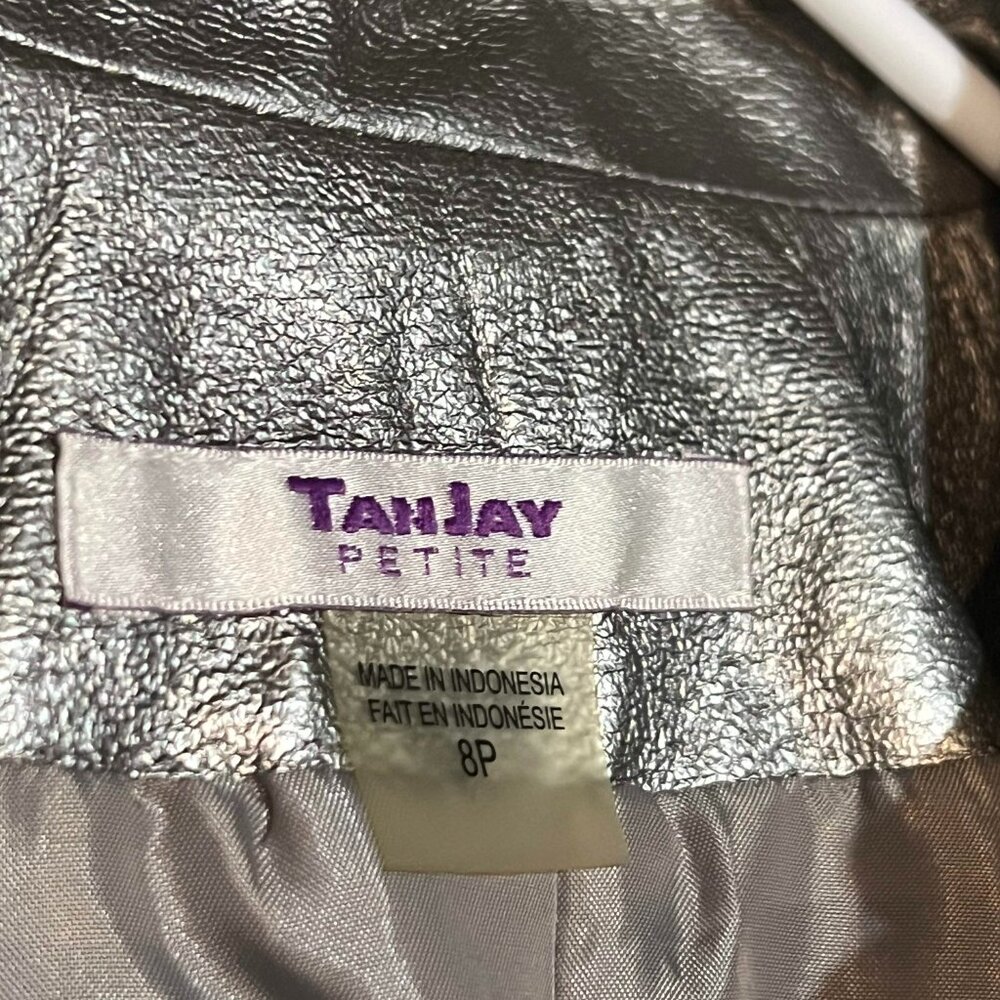 TANJAY
PETITE
MADE IN INDONESIA
FAIT EN INDONÉSIE
8P